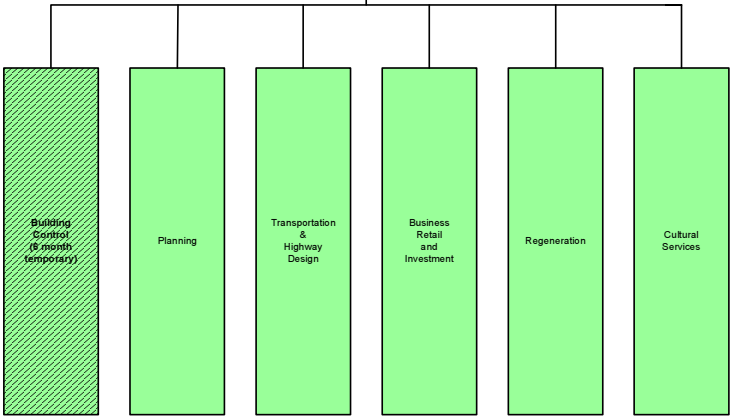 Building
Control
(6 month
temporary)
Planning
Transportation
&
Highway
Design
Business
Retail
and
Investment
Regeneration
Cultural
Services